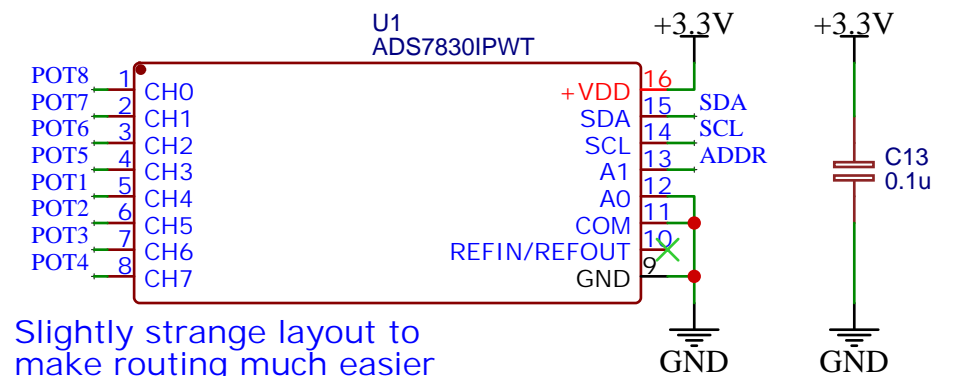 U1
ADS7830IPWT
+3.3V
+3.3V
POT8 1 CH0
+VDD 16
POT7 2 CH1
SDA 15 SDA
POT6 3 CH2
SCL 14 SCL
POT5 4 CH3
A1 13 ADDR
POT1 5 CH4
A0 12
POT2 6 CH5
COM 11
POT3 7 CH6
REFIN/REFOUT 10
POT4 8 CH7
GND 9
C13
0.1u
GND
GND
Slightly strange layout to
make routing much easier